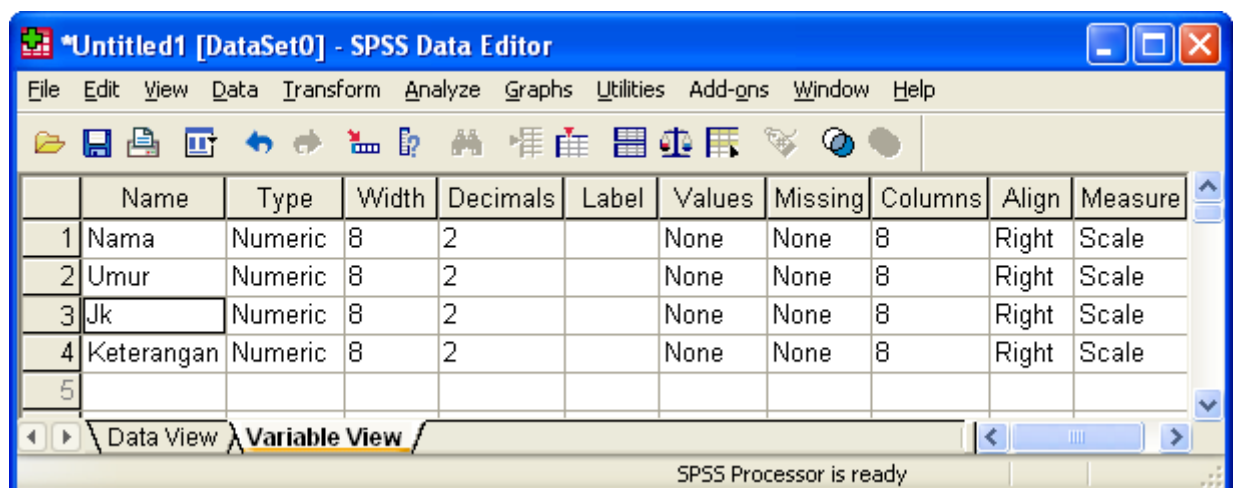 *Untitled1 [DataSet0] - SPSS Data Editor
File Edit View Data Transform Analyze Graphs Utilities Add-ons Window Help
Name Type Width Decimals Label Values Missing Columns Align Measure
1 Nama Numeric 8 2 None None 8 Right Scale
2 Umur Numeric 8 2 None None 8 Right Scale
3 Jk Numeric 8 2 None None 8 Right Scale
4 Keterangan Numeric 8 2 None None 8 Right Scale
5
Data View Variable View
SPSS Processor is ready